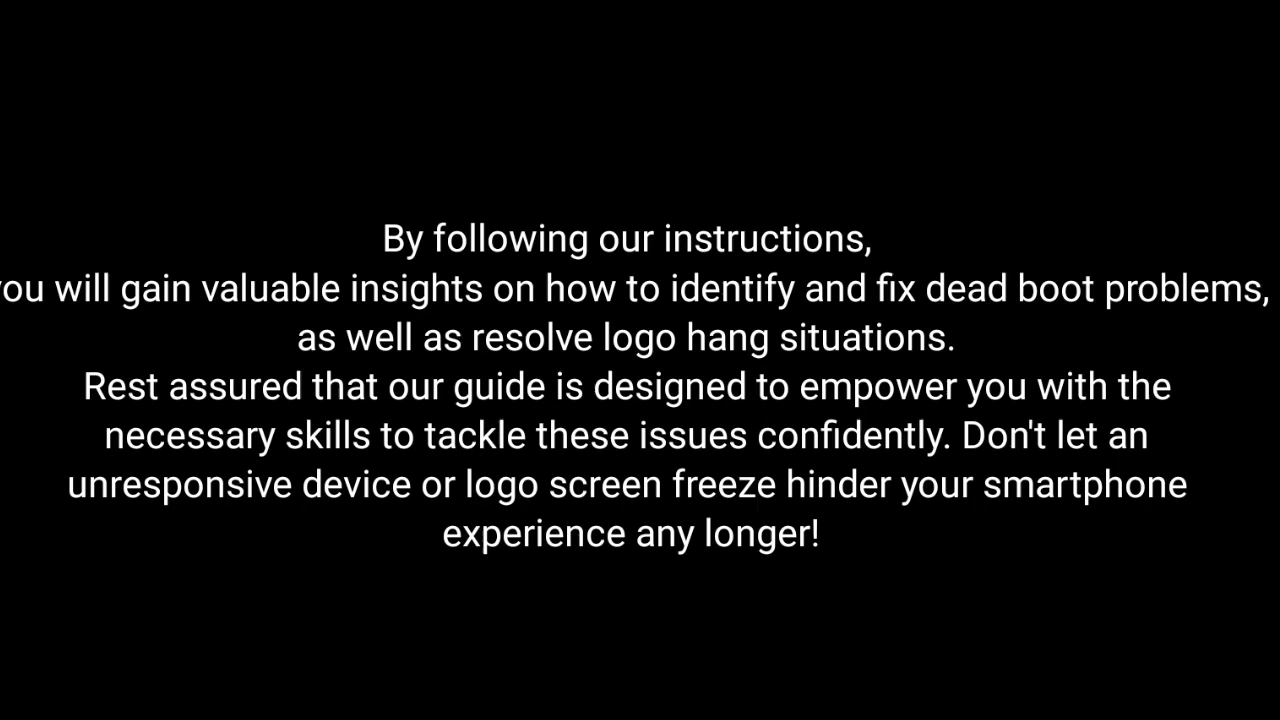 By following our instructions,
you will gain valuable insights on how to identify and fix dead boot problems,
as well as resolve logo hang situations.
Rest assured that our guide is designed to empower you with the
necessary skills to tackle these issues confidently. Don't let an
unresponsive device or logo screen freeze hinder your smartphone
experience any longer!